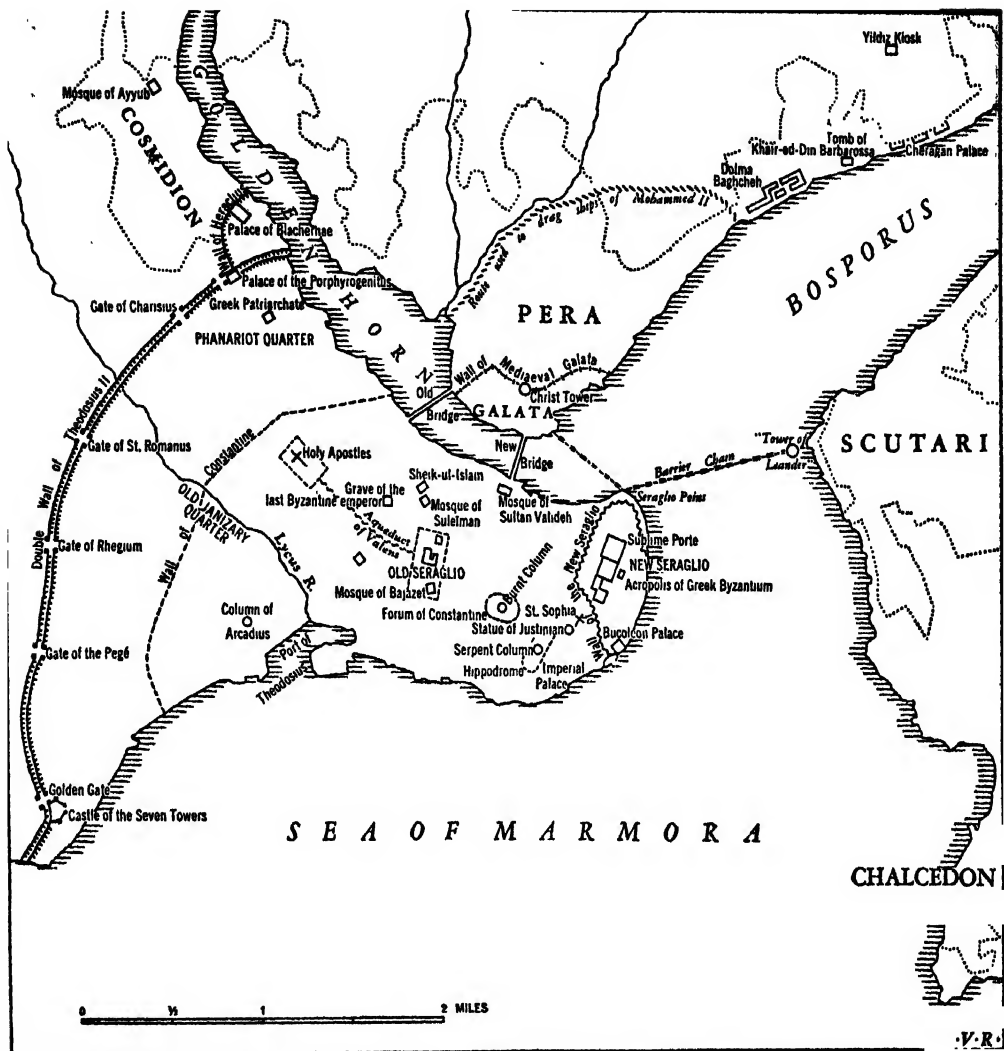 Yildiz Kiosk
Mosque of Ayyub
COSMIDION
GOLDEN HORN
Tomb of
Khair-ed-Din Barbarossa
Cheragan Palace
Dolma
Baghcheh
Wall of Heraclius
Palace of Blachernae
Route used to drag ships of Mohammed II
BOSPORUS
Palace of the Porphyrogenitus
Gate of Charisius
Greek Patriarchate
PHANARIOT QUARTER
PERA
Wall of Mediaeval Galata
Christ Tower
GALATA
Old
Bridge
New
Bridge
Double Wall of Theodosius II
Gate of St. Romanus
Wall of Constantine
Holy Apostles
"Tower of
Leander"
SCUTARI
Barrier Chain
Seraglio Point
OLD JANIZARY
QUARTER
Grave of the
last Byzantine emperor
Sheik-ul-Islam
Mosque of
Suleiman
Mosque of
Sultan Valideh
Aqueduct
of Valens
Gate of Rhegium
Lycus R.
OLD SERAGLIO
Mosque of Bajazet
Burnt Column
Forum of Constantine
Wall of the New Seraglio
Sublime Porte
NEW SERAGLIO
Acropolis of Greek Byzantium
Column of
Arcadius
St. Sophia
Statue of Justinian
Serpent Column
Hippodrome
Imperial
Palace
Bucoleon Palace
Gate of the Pegé
Port of
Theodosius
Golden Gate
Castle of the Seven Towers
SEA OF MARMORA
CHALCEDON
0 ½ 1 2 MILES
·V·R·